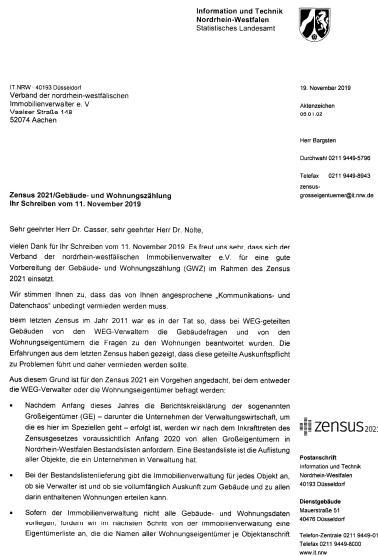 Information und Technik
Nordrhein-Westfalen
Statistisches Landesamt
IT.NRW · 40193 Düsseldorf
Verband der nordrhein-westfälischen
Immobilienverwalter e. V
Vaalser Straße 148
52074 Aachen
19. November 2019
Aktenzeichen
06.01.02
Herr Bargsten
Durchwahl 0211 9449-5796
Telefax 0211 9449-8943
zensus-
grosseigentuemer@it.nrw.de
Zensus 2021/Gebäude- und Wohnungszählung
Ihr Schreiben vom 11. November 2019
Sehr geehrter Herr Dr. Casser, sehr geehrter Herr Dr. Nolte,
vielen Dank für Ihr Schreiben vom 11. November 2019. Es freut uns sehr, dass sich der
Verband der nordrhein-westfälischen Immobilienverwalter e.V. für eine gute
Vorbereitung der Gebäude- und Wohnungszählung (GWZ) im Rahmen des Zensus
2021 einsetzt.
Wir stimmen Ihnen zu, dass das von Ihnen angesprochene „Kommunikations- und
Datenchaos“ unbedingt vermieden werden muss.
Beim letzten Zensus im Jahr 2011 war es in der Tat so, dass bei WEG-geteilten
Gebäuden von den WEG-Verwaltern die Gebäudefragen und von den
Wohnungseigentümern die Fragen zu den Wohnungen beantwortet wurden. Die
Erfahrungen aus dem letzten Zensus haben gezeigt, dass diese geteilte Auskunftspflicht
zu Problemen führt und daher vermieden werden sollte.
Aus diesem Grund ist für den Zensus 2021 ein Vorgehen angedacht, bei dem entweder
die WEG-Verwalter oder die Wohnungseigentümer befragt werden:
• Nachdem Anfang dieses Jahres die Berichtskreisklärung der sogenannten
Großeigentümer (GE) – darunter die Unternehmen der Verwaltungswirtschaft, um
die es hier im Speziellen geht – erfolgt ist, werden wir nach dem Inkrafttreten des
Zensusgesetzes voraussichtlich Anfang 2020 von allen Großeigentümern in
Nordrhein-Westfalen Bestandslisten anfordern. Eine Bestandsliste ist die Auflistung
aller Objekte, die ein Unternehmen in Verwaltung hat.
• Bei der Bestandslistenlieferung gibt die Immobilienverwaltung für jedes Objekt an,
ob sie Verwalter ist und ob sie vollumfänglich Auskunft zum Gebäude und zu allen
darin enthaltenen Wohnungen erteilen kann.
• Sofern der Immobilienverwaltung nicht alle Gebäude- und Wohnungsdaten
vorliegen, fordern wir im nächsten Schritt von der Immobilienverwaltung eine
Eigentümerliste an, die die Namen aller Wohnungseigentümer je Objektanschrift
zensus202
Postanschrift
Information und Technik
Nordrhein-Westfalen
40193 Düsseldorf
Dienstgebäude
Mauerstraße 51
40476 Düsseldorf
Telefon-Zentrale 0211 9449-01
Telefax 0211 9449-8000
www.it.nrw